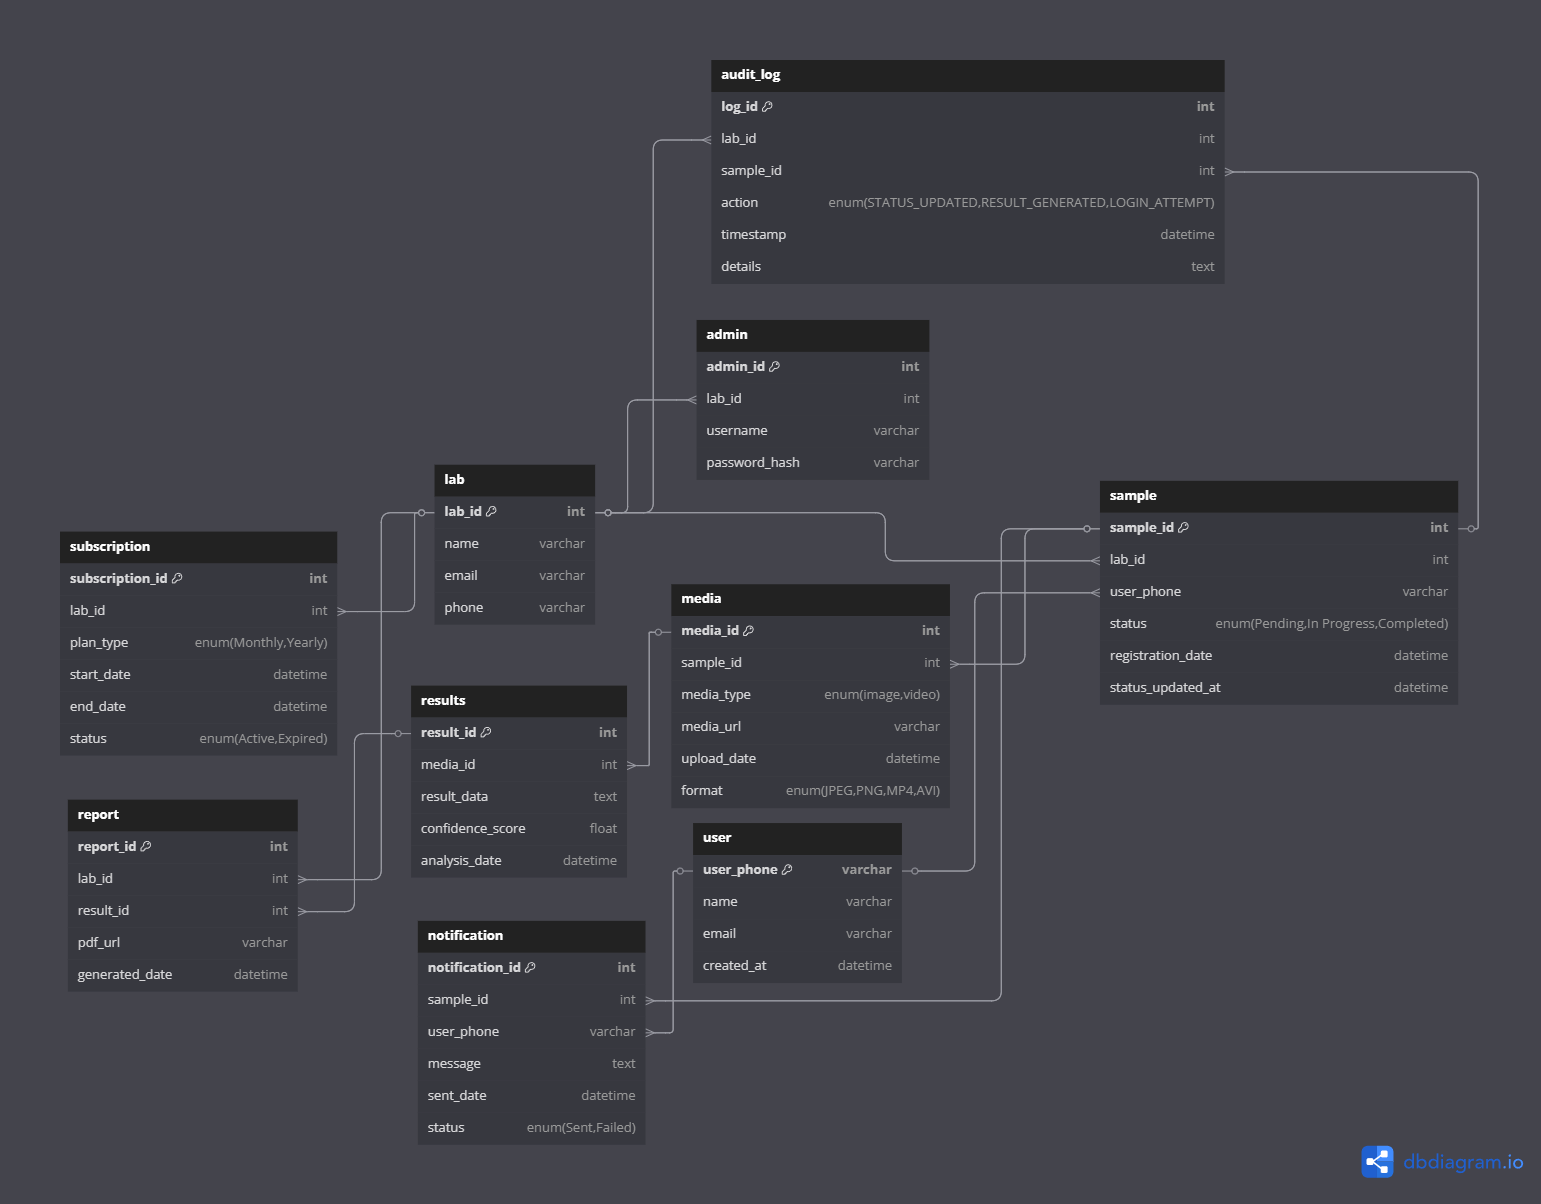 audit_log
log_id int
lab_id int
sample_id int
action enum(STATUS_UPDATED,RESULT_GENERATED,LOGIN_ATTEMPT)
timestamp datetime
details text
admin
admin_id int
lab_id int
username varchar
password_hash varchar
lab
lab_id int
name varchar
email varchar
phone varchar
sample
sample_id int
lab_id int
user_phone varchar
status enum(Pending,In Progress,Completed)
registration_date datetime
status_updated_at datetime
subscription
subscription_id int
lab_id int
plan_type enum(Monthly,Yearly)
start_date datetime
end_date datetime
status enum(Active,Expired)
media
media_id int
sample_id int
media_type enum(image,video)
media_url varchar
upload_date datetime
format enum(JPEG,PNG,MP4,AVI)
results
result_id int
media_id int
result_data text
confidence_score float
analysis_date datetime
report
report_id int
lab_id int
result_id int
pdf_url varchar
generated_date datetime
user
user_phone varchar
name varchar
email varchar
created_at datetime
notification
notification_id int
sample_id int
user_phone varchar
message text
sent_date datetime
status enum(Sent,Failed)
dbdiagram.io